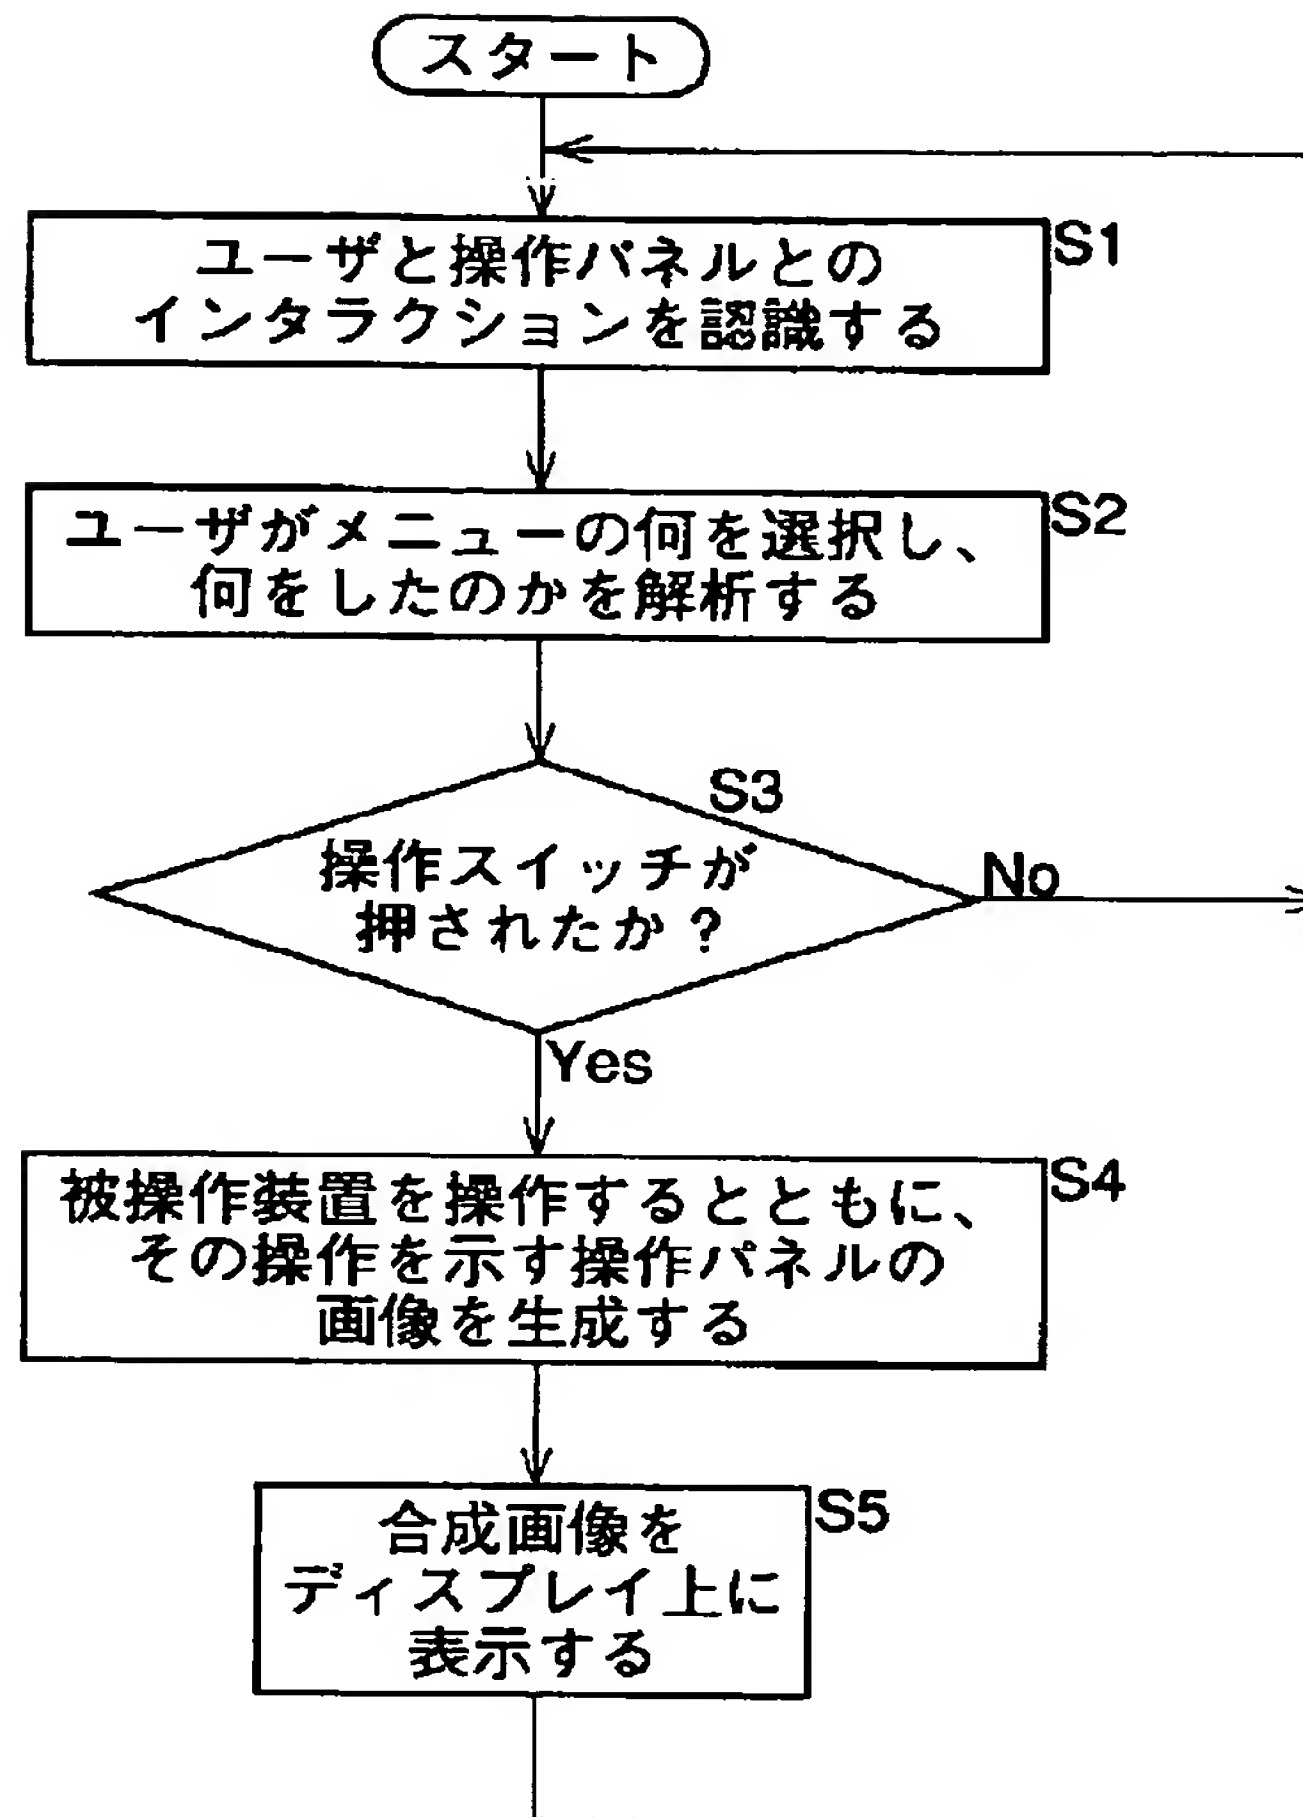 スタート
S1
ユーザと操作パネルとの
インタラクションを認識する
S2
ユーザがメニューの何を選択し、
何をしたのかを解析する
S3
操作スイッチが
押されたか？
No
Yes
S4
被操作装置を操作するとともに、
その操作を示す操作パネルの
画像を生成する
S5
合成画像を
ディスプレイ上に
表示する